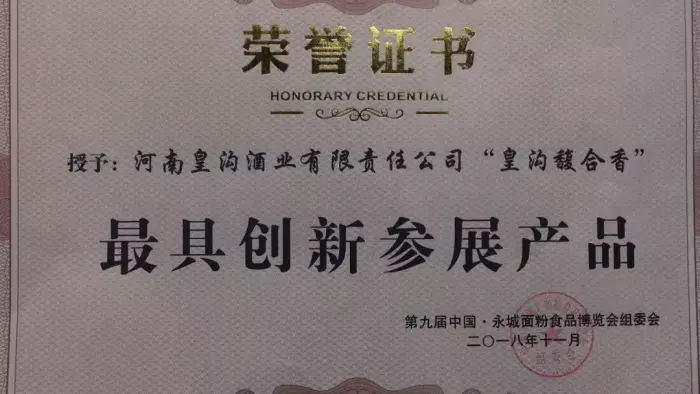 荣誉证书
HONORARY CREDENTIAL
授予：河南皇沟酒业有限责任公司“皇沟馥合香”
最具创新参展产品
第九届中国·永城面粉食品博览会组委会
二〇一八年十一月
组委会